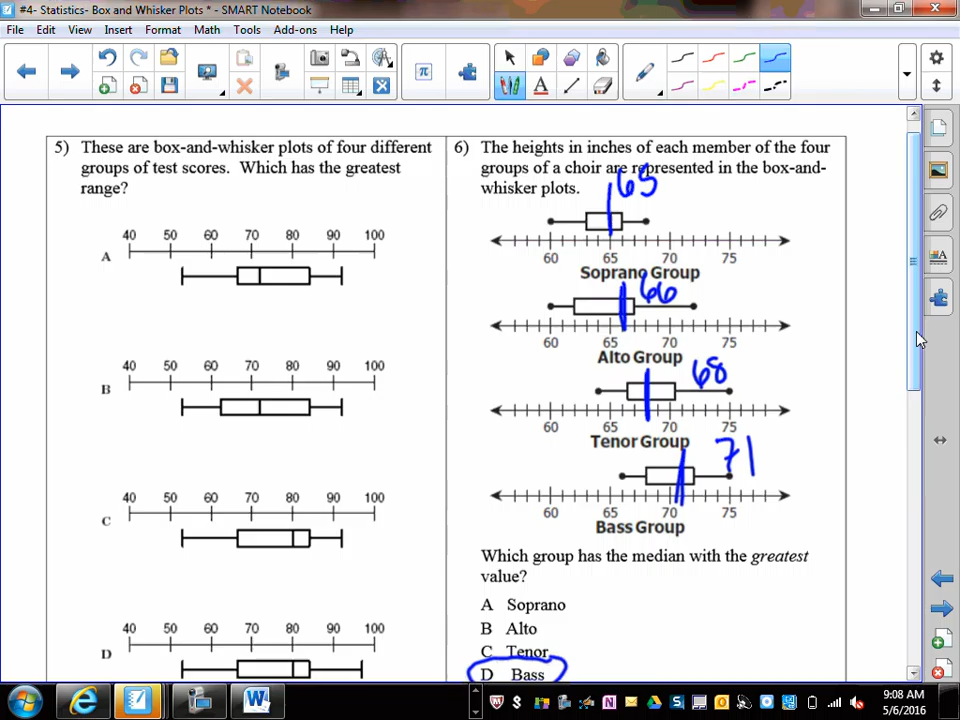 #4- Statistics- Box and Whisker Plots * - SMART Notebook
File Edit View Insert Format Math Tools Add-ons Help
π
A
5) These are box-and-whisker plots of four different
groups of test scores. Which has the greatest
range?
40 50 60 70 80 90 100
A
40 50 60 70 80 90 100
B
40 50 60 70 80 90 100
C
40 50 60 70 80 90 100
D
6) The heights in inches of each member of the four
groups of a choir are represented in the box-and-
whisker plots.
65
60 65 70 75
Soprano Group
66
60 65 70 75
Alto Group
68
60 65 70 75
Tenor Group
71
60 65 70 75
Bass Group
Which group has the median with the greatest
value?
A Soprano
B Alto
C Tenor
D Bass
9:08 AM
5/6/2016